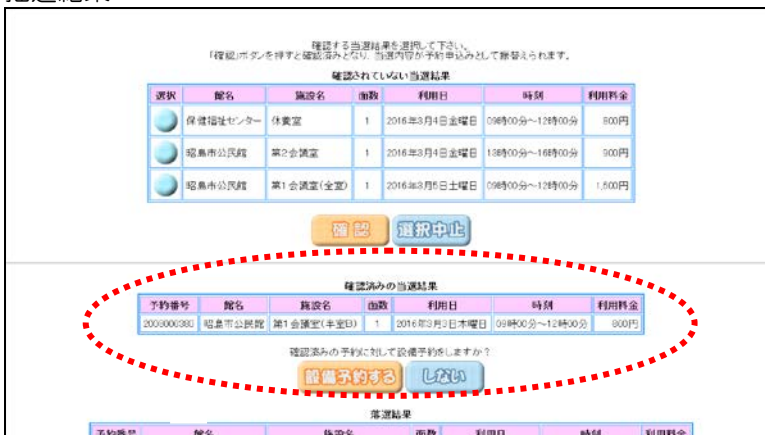 確認する当選結果を選択して下さい。
「確認」ボタンを押すと確認済みとなり、当選内容が予約申込みとして振替えられます。
確認されていない当選結果
選択 館名 施設名 面数 利用日 時刻 利用料金
保健福祉センター 休養室 1 2016年3月4日金曜日 09時00分～12時00分 800円
昭島市公民館 第2会議室 1 2016年3月4日金曜日 13時00分～16時00分 900円
昭島市公民館 第1会議室(全室) 1 2016年3月5日土曜日 09時00分～12時00分 1,600円
確認 選択中止
確認済みの当選結果
予約番号 館名 施設名 面数 利用日 時刻 利用料金
昭島市公民館 第1会議室(半室B) 1 2016年3月3日木曜日 09時00分～12時00分 800円
確認済みの予約に対して設備予約をしますか？
設備予約する しない
落選結果
予約番号 館名 施設名 面数 利用日 時刻 利用料金